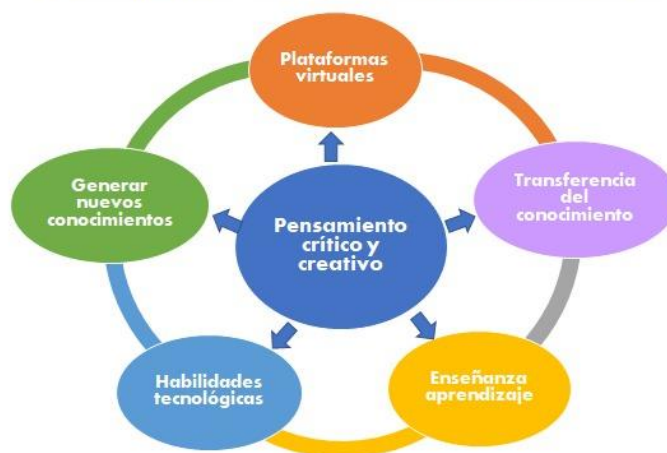 Plataformas
virtuales
Transferencia
del
conocimiento
Enseñanza
aprendizaje
Habilidades
tecnológicas
Generar
nuevos
conocimientos
Pensamiento
crítico y
creativo